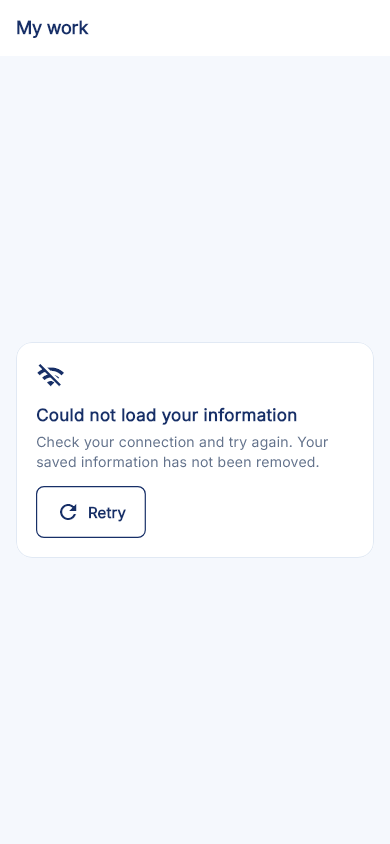 My work
Could not load your information
Check your connection and try again. Your
saved information has not been removed.
Retry